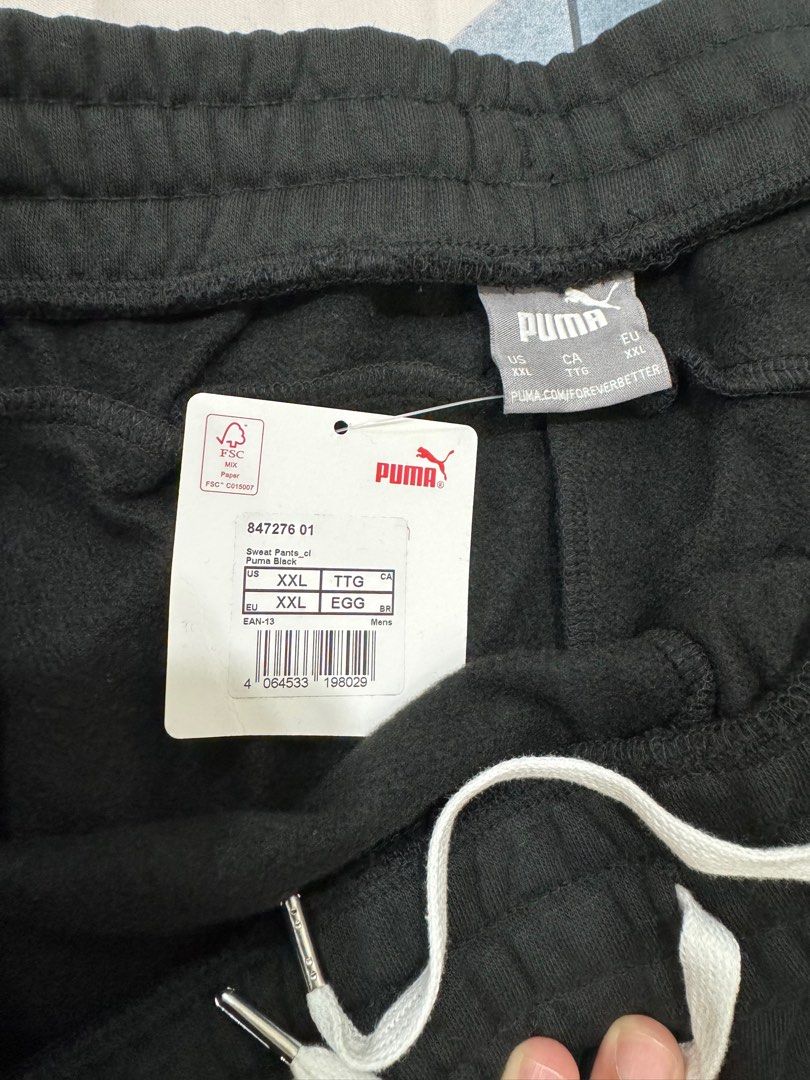 PUMA
US CA EU
XXL TTG XXL
PUMA.COM/FOREVERBETTER
FSC
MIX
Paper
FSC™ C015007
PUMA®
847276 01
Sweat Pants_cl
Puma Black
US XXL TTG CA
EU XXL EGG BR
EAN-13 Mens
4 064533 198029